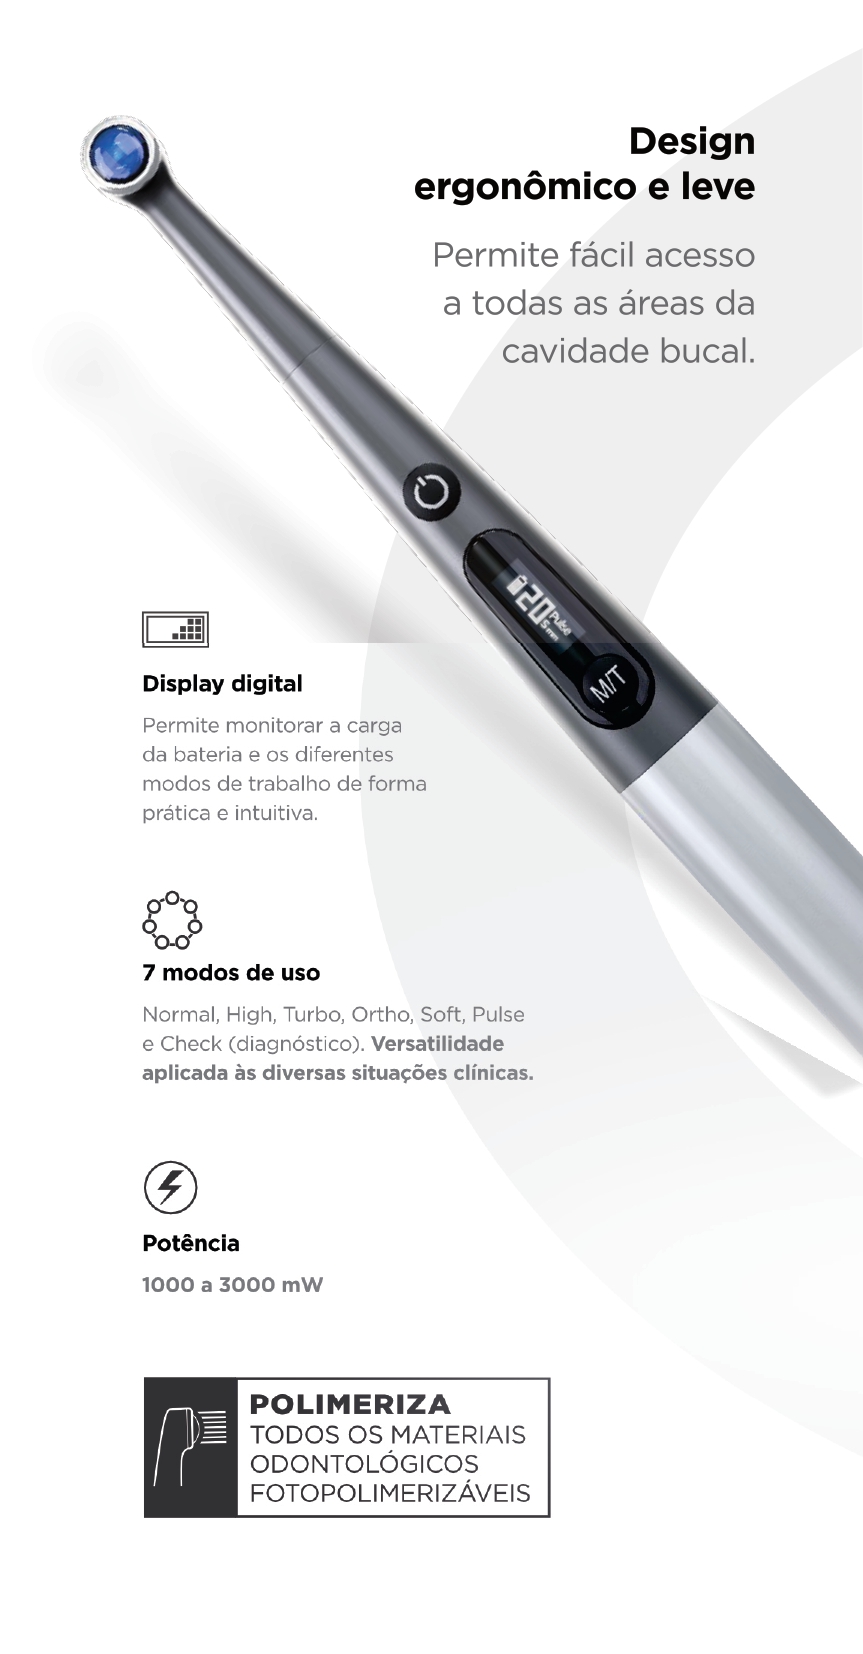 Design
ergonômico e leve
Permite fácil acesso
a todas as áreas da
cavidade bucal.
20
Pulse
5 mm
M/T
Display digital
Permite monitorar a carga
da bateria e os diferentes
modos de trabalho de forma
prática e intuitiva.
7 modos de uso
Normal, High, Turbo, Ortho, Soft, Pulse
e Check (diagnóstico). Versatilidade
aplicada às diversas situações clínicas.
Potência
1000 a 3000 mW
POLIMERIZA
TODOS OS MATERIAIS
ODONTOLÓGICOS
FOTOPOLIMERIZÁVEIS